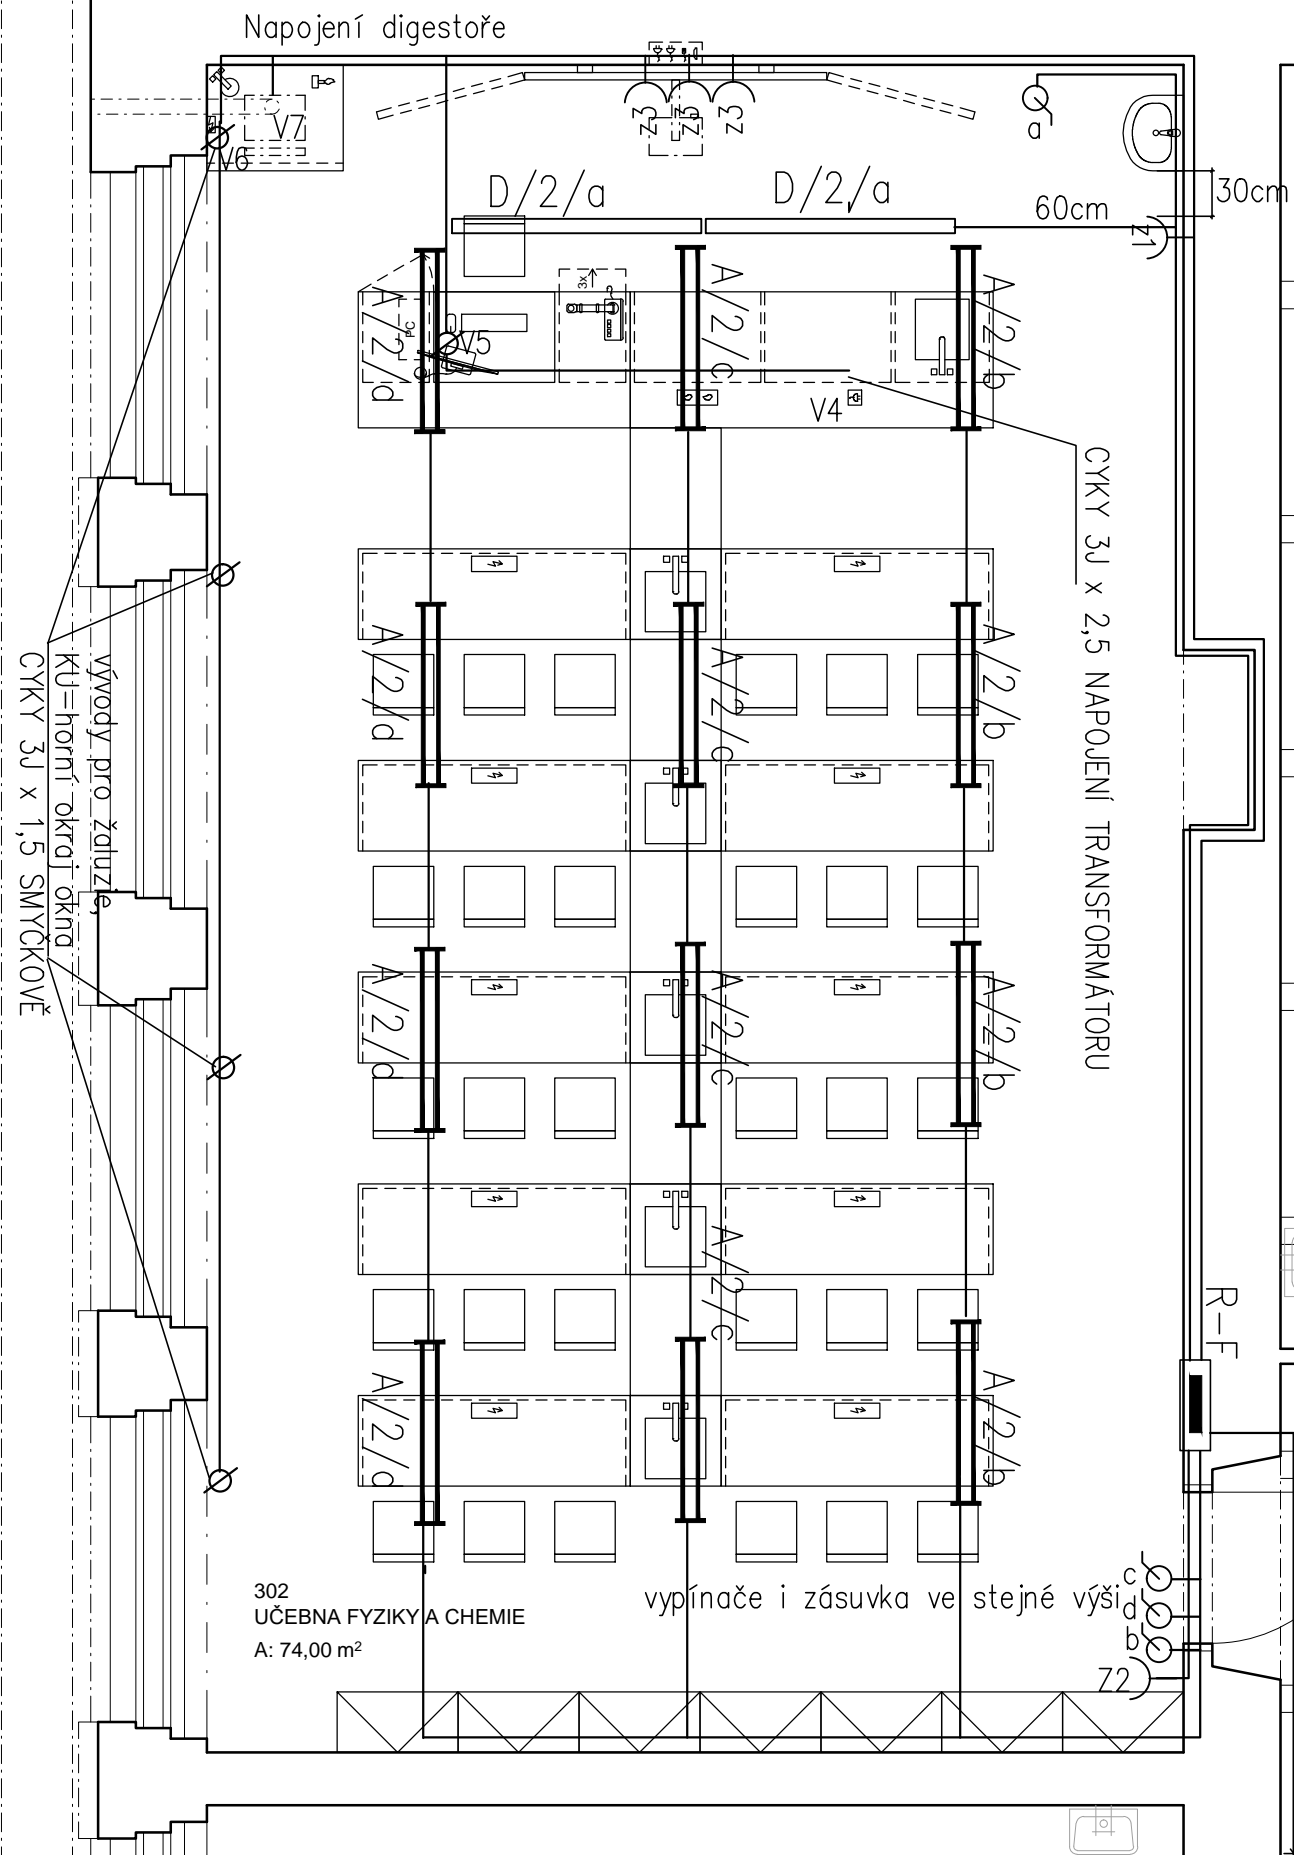 Napojení digestoře
V7
V6
z3
z3
z3
a
30cm
60cm
z1
D/2/a
D/2/a
3x
PC
V5
V4
A/2/d
A/2/c
A/2/b
CYKY 3J x 2,5 NAPOJENÍ TRANSFORMÁTORU
A/2/d
A/2/c
A/2/b
vývody pro žaluzie,
KU=horní okraj okna
CYKY 3J x 1,5 SMYČKOVĚ
A/2/d
A/2/c
A/2/b
A/2/c
R-F
A/2/d
A/2/b
302
UČEBNA FYZIKY A CHEMIE
A: 74,00 m²
vypínače i zásuvka ve stejné výši
c
d
b
Z2